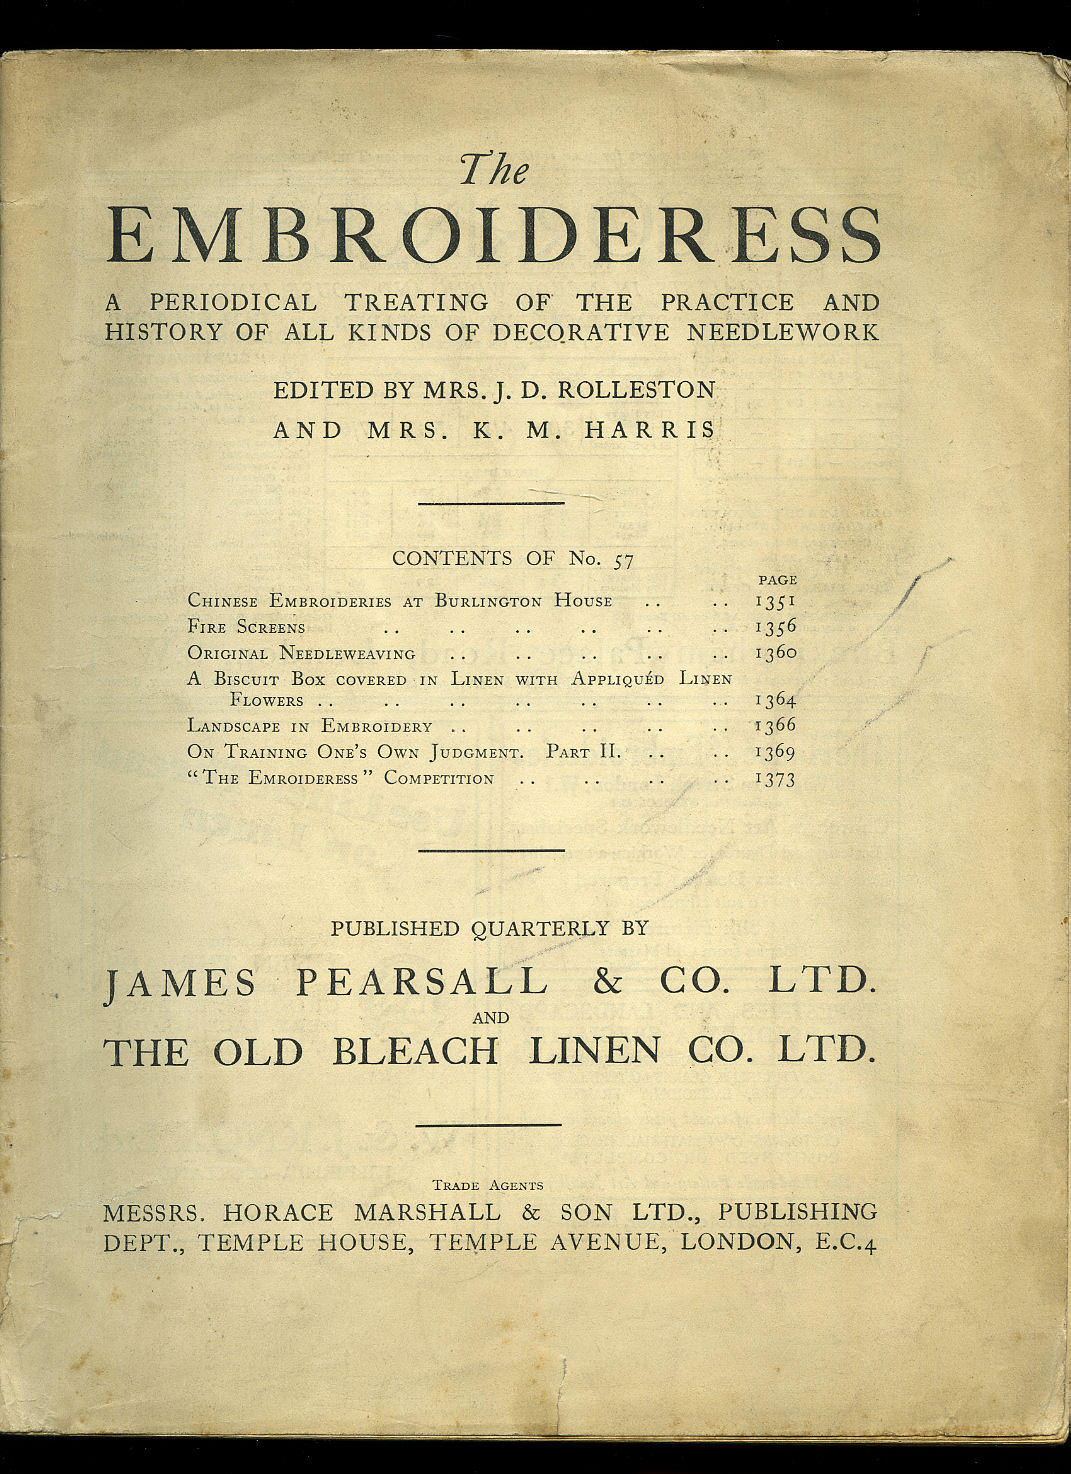 The
EMBROIDERESS
A PERIODICAL TREATING OF THE PRACTICE AND
HISTORY OF ALL KINDS OF DECORATIVE NEEDLEWORK
EDITED BY MRS. J. D. ROLLESTON
AND MRS. K. M. HARRIS
CONTENTS OF No. 57
PAGE
Chinese Embroideries at Burlington House .. .. 1351
Fire Screens .. .. .. .. .. .. 1356
Original Needleweaving .. .. .. .. .. 1360
A Biscuit Box covered in Linen with Appliquéd Linen
Flowers .. .. .. .. .. .. .. 1364
Landscape in Embroidery .. .. .. .. .. 1366
On Training One's Own Judgment. Part II. .. .. 1369
"The Emroideress" Competition .. .. .. .. 1373
PUBLISHED QUARTERLY BY
JAMES PEARSALL & CO. LTD.
AND
THE OLD BLEACH LINEN CO. LTD.
Trade Agents
MESSRS. HORACE MARSHALL & SON LTD., PUBLISHING
DEPT., TEMPLE HOUSE, TEMPLE AVENUE, LONDON, E.C.4